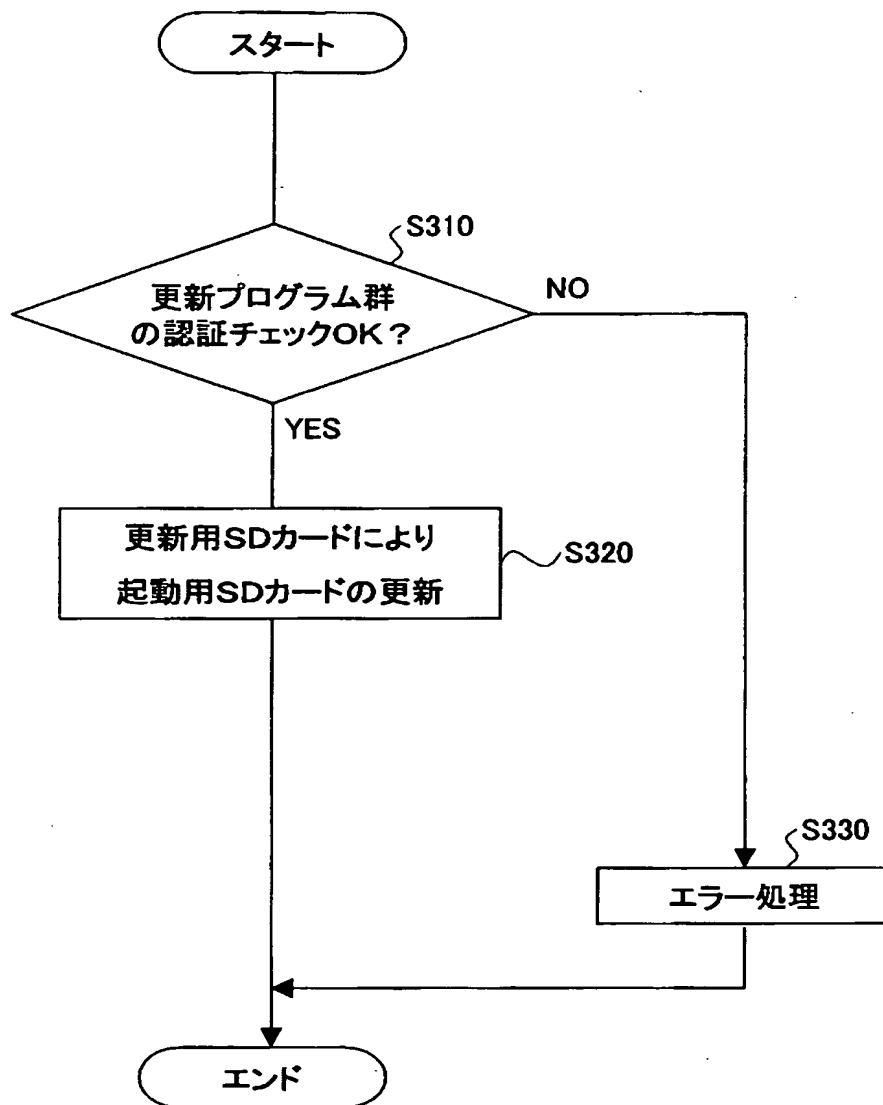 スタート
S310
更新プログラム群
の認証チェックOK?
NO
YES
更新用SDカードにより
起動用SDカードの更新
S320
S330
エラー処理
エンド